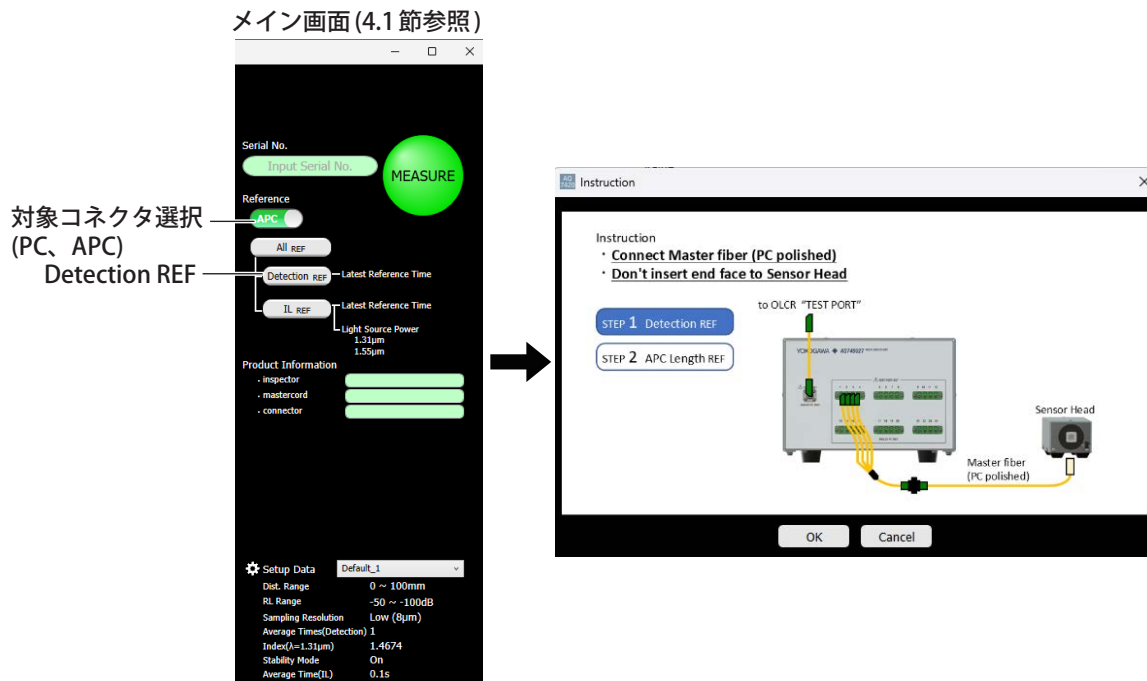 メイン画面 (4.1 節参照)
Serial No.
Input Serial No.
MEASURE
Reference
APC
対象コネクタ選択
(PC、APC)
All REF
Detection REF
Detection REF
Latest Reference Time
IL REF
Latest Reference Time
Light Source Power
1.31μm
1.55μm
Product Information
. inspector
. mastercord
. connector
Setup Data
Default_1
Dist. Range 0 ~ 100mm
RL Range -50 ~ -100dB
Sampling Resolution Low (8μm)
Average Times(Detection) 1
Index(λ=1.31μm) 1.4674
Stability Mode On
Average Time(IL) 0.1s
AQ
7420
Instruction
Instruction
・Connect Master fiber (PC polished)
・Don't insert end face to Sensor Head
STEP 1 Detection REF
STEP 2 APC Length REF
to OLCR "TEST PORT"
YOKOGAWA
Sensor Head
Master fiber
(PC polished)
OK
Cancel